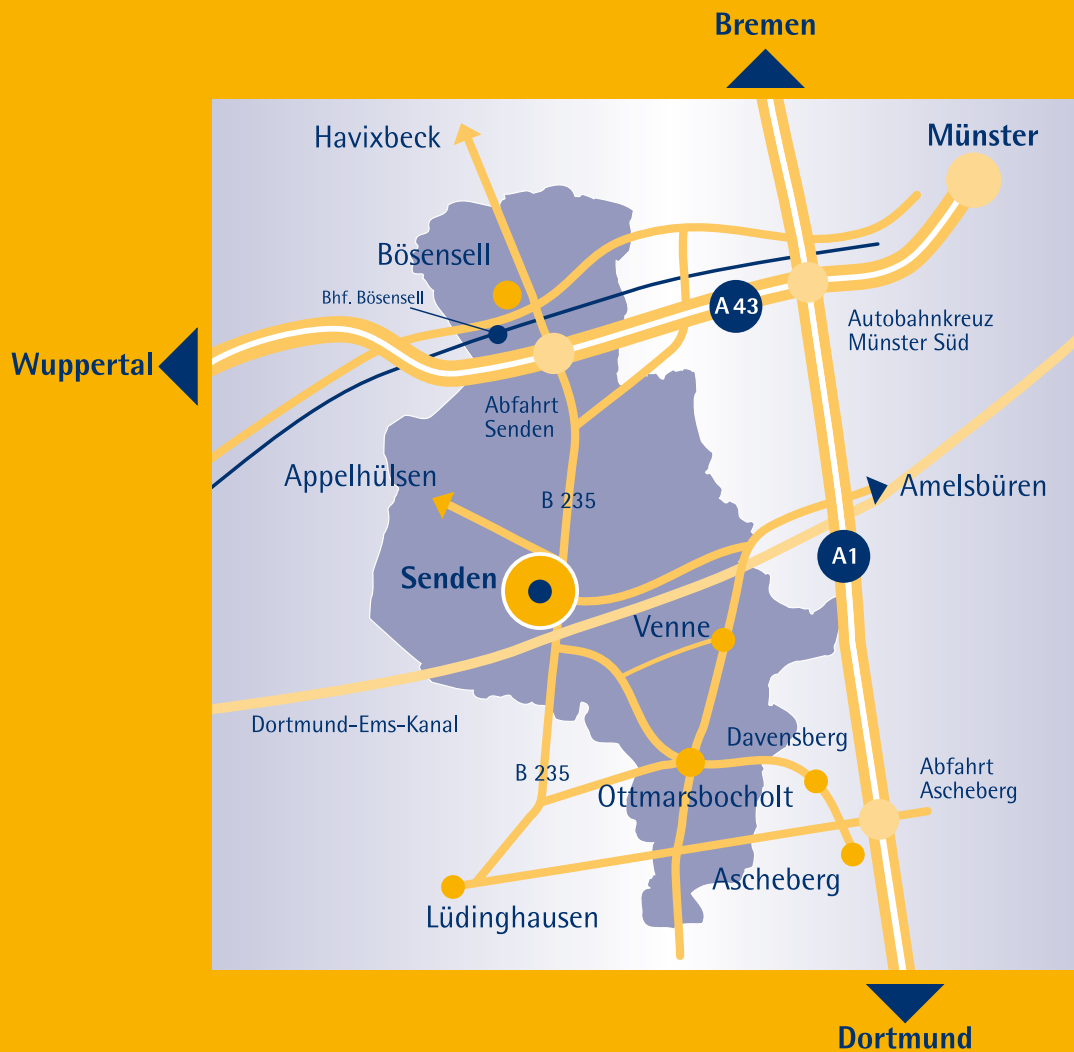 Bremen
Münster
Havixbeck
Bösensell
Bhf. Bösensell
A 43
Autobahnkreuz
Münster Süd
Wuppertal
Abfahrt
Senden
Appelhülsen
B 235
Amelsbüren
A1
Senden
Venne
Dortmund-Ems-Kanal
Davensberg
B 235
Abfahrt
Ascheberg
Ottmarsbocholt
Ascheberg
Lüdinghausen
Dortmund